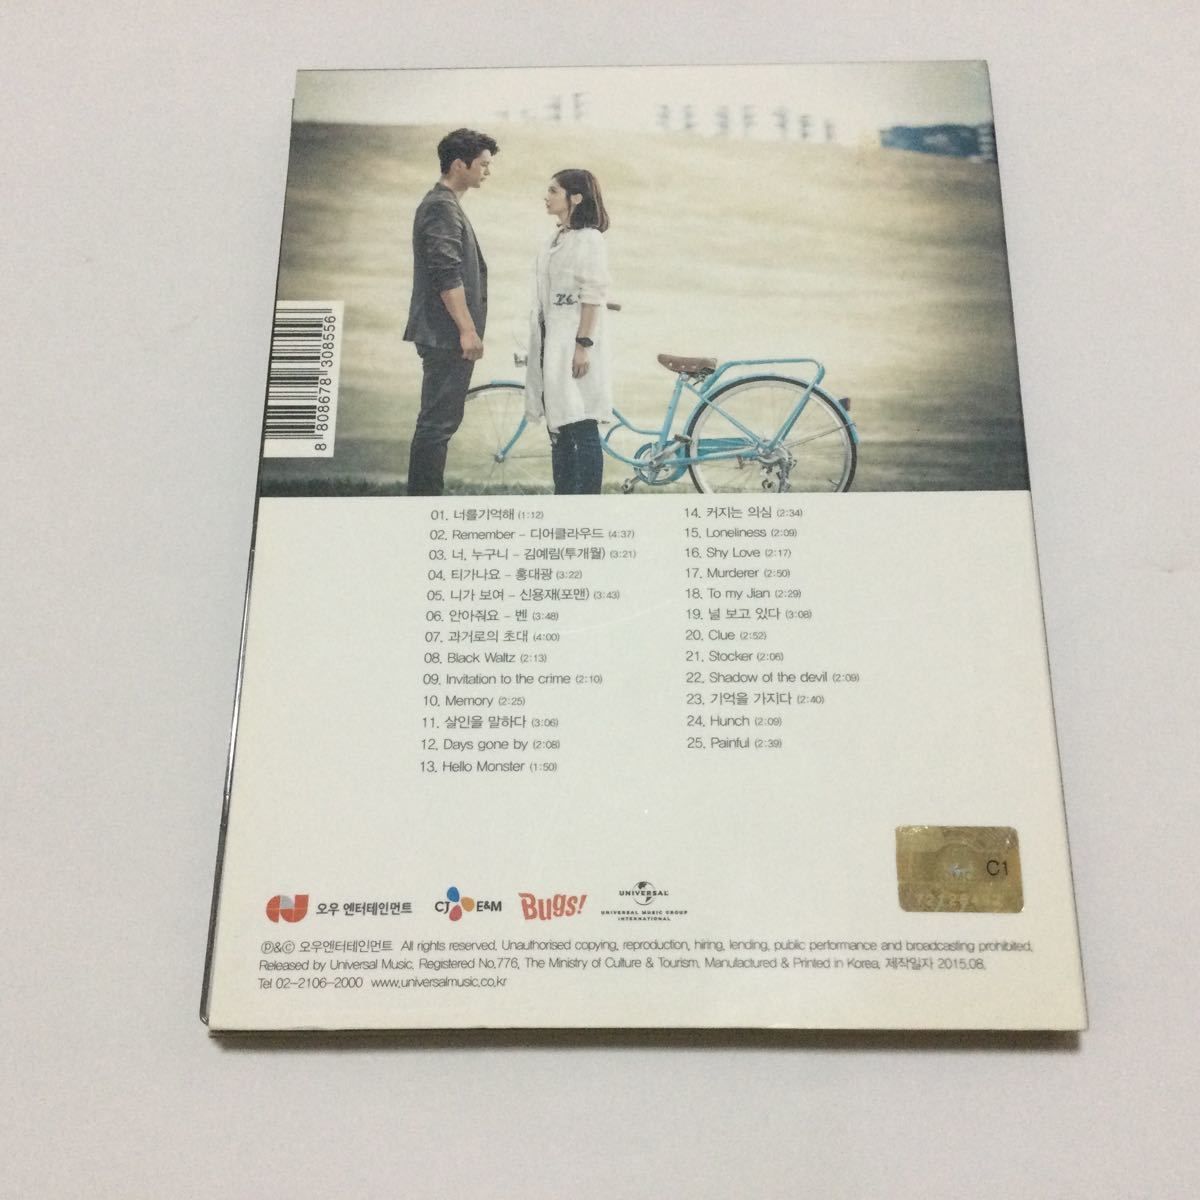 8 808678 308556
01. 너를기억해 (1:12)
02. Remember – 디어클라우드 (4:37)
03. 너, 누구니 – 김예림(투개월) (3:21)
04. 티가나요 – 홍대광 (3:22)
05. 니가 보여 – 신용재(포맨) (3:43)
06. 안아줘요 – 벤 (3:48)
07. 과거로의 초대 (4:00)
08. Black Waltz (2:13)
09. Invitation to the crime (2:10)
10. Memory (2:25)
11. 살인을 말하다 (3:06)
12. Days gone by (2:08)
13. Hello Monster (1:50)
14. 커지는 의심 (2:34)
15. Loneliness (2:09)
16. Shy Love (2:17)
17. Murderer (2:50)
18. To my Jian (2:29)
19. 널 보고 있다 (3:08)
20. Clue (2:52)
21. Stocker (2:06)
22. Shadow of the devil (2:09)
23. 기억을 가지다 (2:40)
24. Hunch (2:09)
25. Painful (2:39)
C1
오우 엔터테인먼트
CJ E&M
Bugs!
UNIVERSAL
UNIVERSAL MUSIC GROUP
INTERNATIONAL
ⓟ&ⓒ 오우엔터테인먼트 All rights reserved. Unauthorised copying, reproduction, hiring, lending, public performance and broadcasting prohibited.
Released by Universal Music. Registered No.776, The Ministry of Culture & Tourism. Manufactured & Printed in Korea. 제작일자 2015.08.
Tel 02-2106-2000 www.universalmusic.co.kr